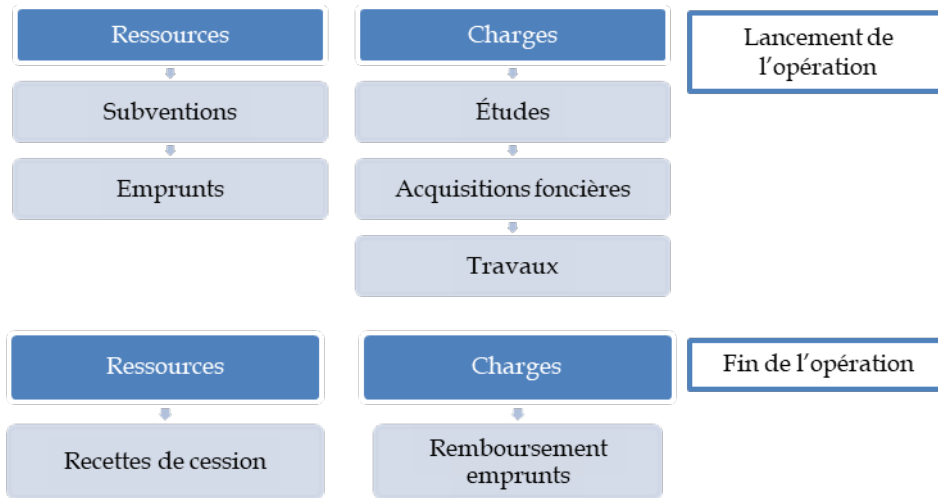 Ressources
Charges
Lancement de
l'opération
Subventions
Études
Emprunts
Acquisitions foncières
Travaux
Ressources
Charges
Fin de l'opération
Recettes de cession
Remboursement
emprunts